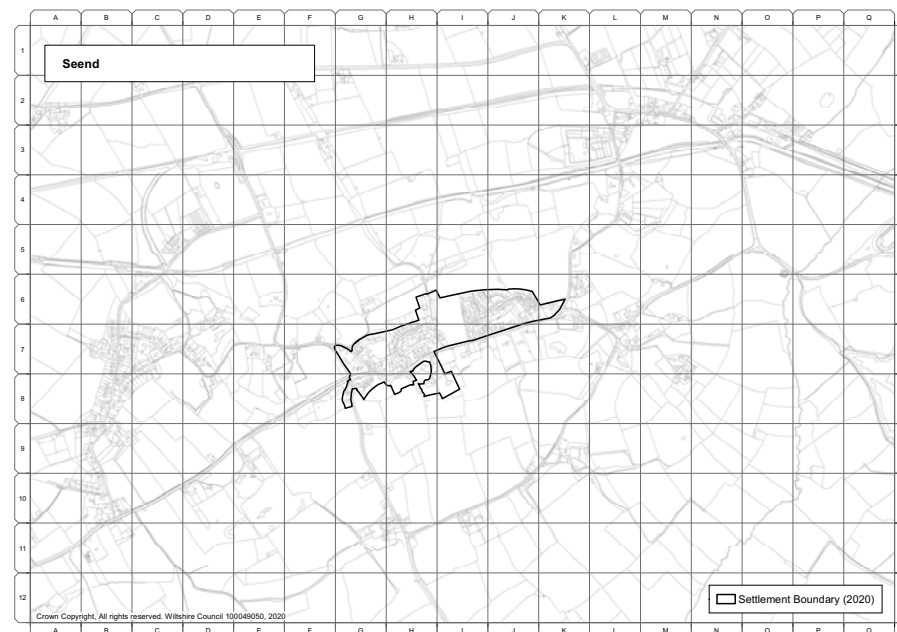 A B C D E F G H I J K L M N O P Q
1
Seend
2
3
4
5
6
7
8
9
10
11
12
Settlement Boundary (2020)
Crown Copyright, All rights reserved. Wiltshire Council 100049050, 2020
A B C D E F G H I J K L M N O P Q